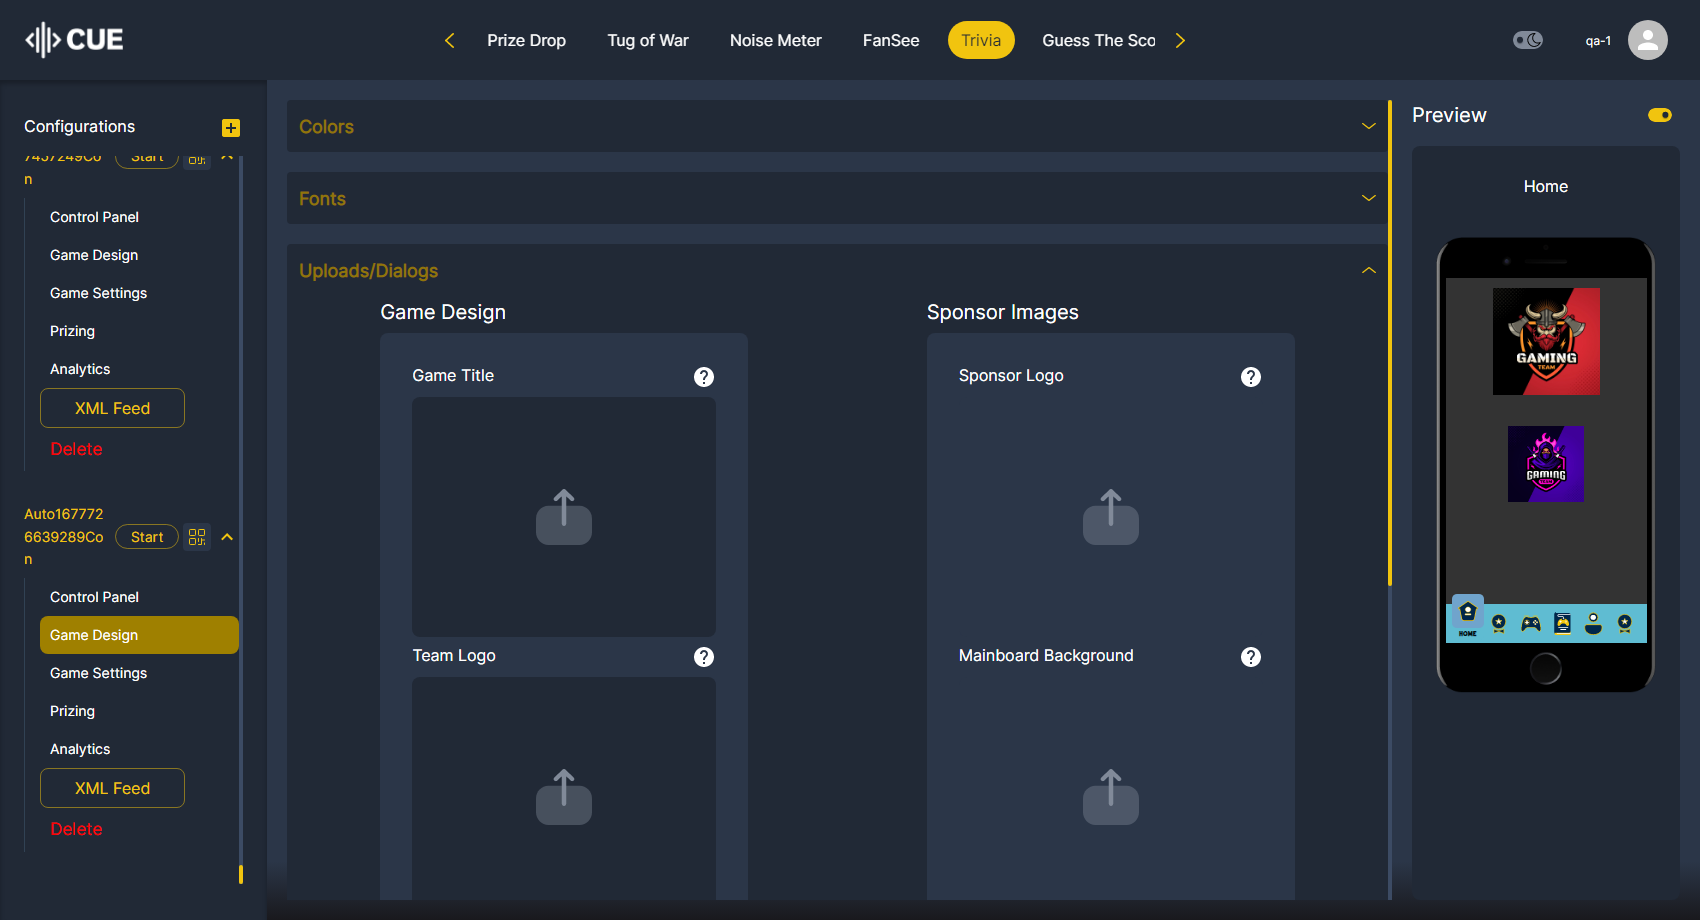 CUE
Prize Drop
Tug of War
Noise Meter
FanSee
Trivia
Guess The Sco
qa-1
Configurations
7457249Co
n
Start
Control Panel
Game Design
Game Settings
Prizing
Analytics
XML Feed
Delete
Auto167772
6639289Co
n
Start
Control Panel
Game Design
Game Settings
Prizing
Analytics
XML Feed
Delete
Colors
Fonts
Uploads/Dialogs
Game Design
Game Title
Team Logo
Sponsor Images
Sponsor Logo
Mainboard Background
Preview
Home
GAMING
TEAM
GAMING
TEAM
HOME